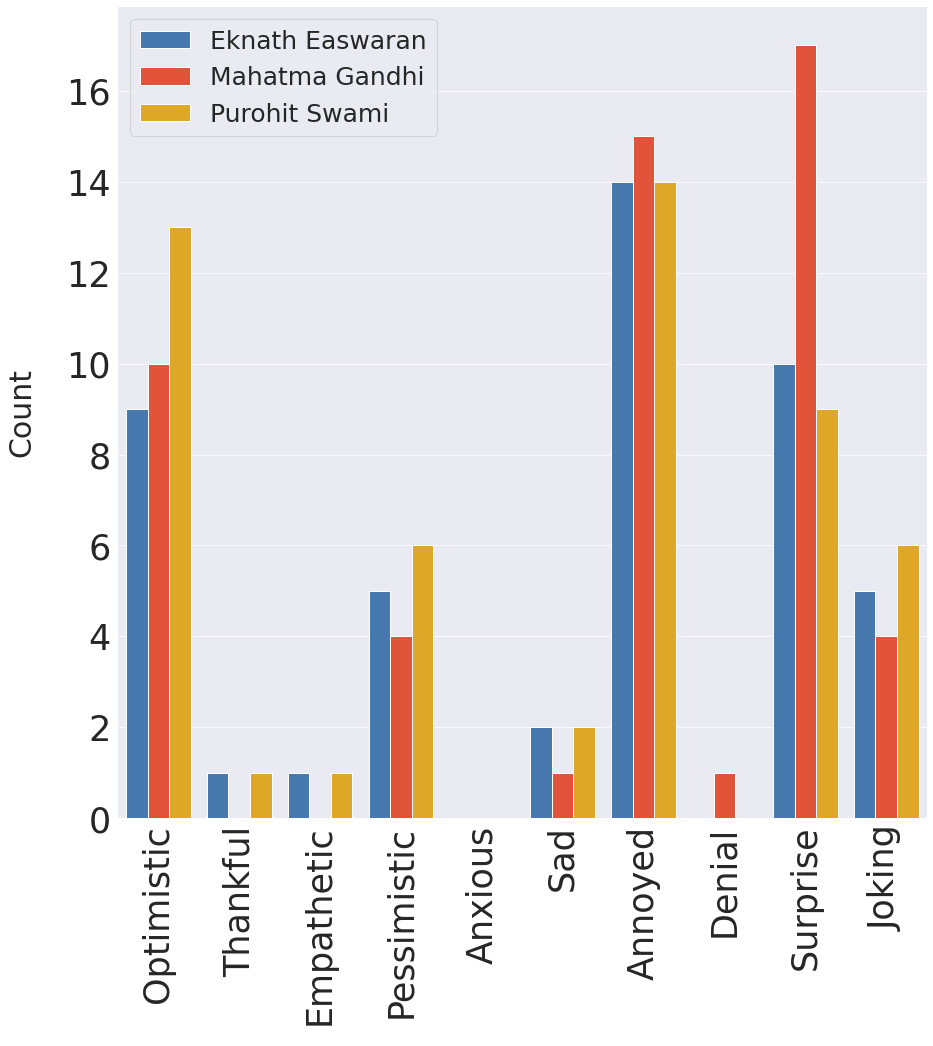 Eknath Easwaran
Mahatma Gandhi
Purohit Swami
16
14
12
10
8
6
4
2
0
Count
Optimistic
Thankful
Empathetic
Pessimistic
Anxious
Sad
Annoyed
Denial
Surprise
Joking